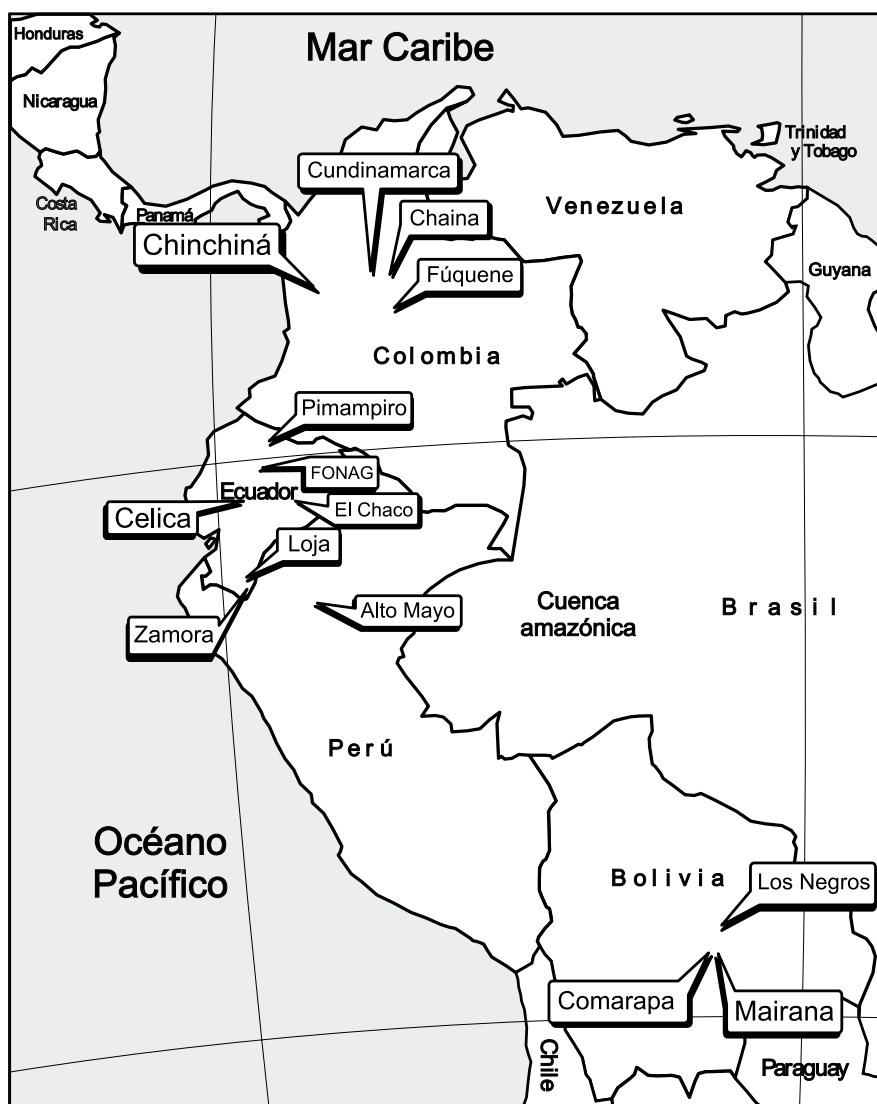 Honduras
Mar Caribe
Nicaragua
Trinidad
y Tobago
Cundinamarca
Costa
Rica
Panamá
Chaina
Venezuela
Chinchiná
Fúquene
Guyana
Colombia
Pimampiro
FONAG
Ecuador
Celica
El Chaco
Loja
Zamora
Alto Mayo
Cuenca
amazónica
Brasil
Perú
Océano
Pacífico
Bolivia
Los Negros
Comarapa
Mairana
Chile
Paraguay